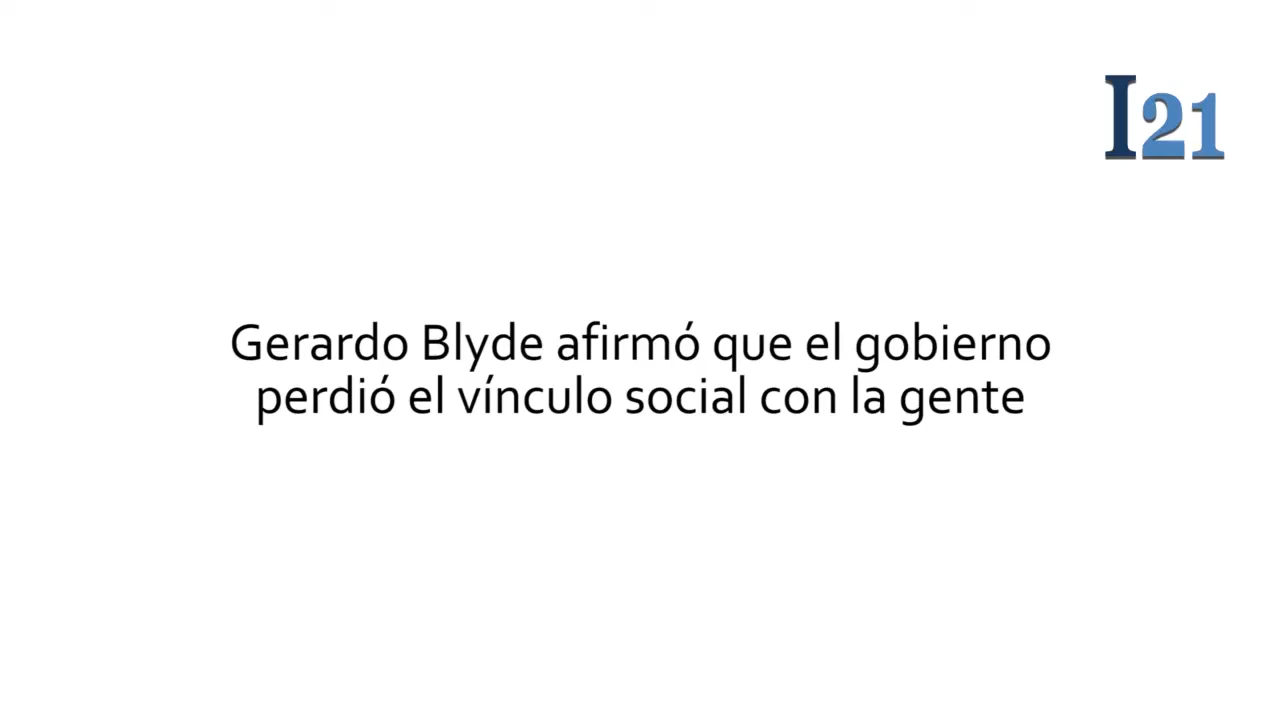 I21
Gerardo Blyde afirmó que el gobierno
perdió el vínculo social con la gente